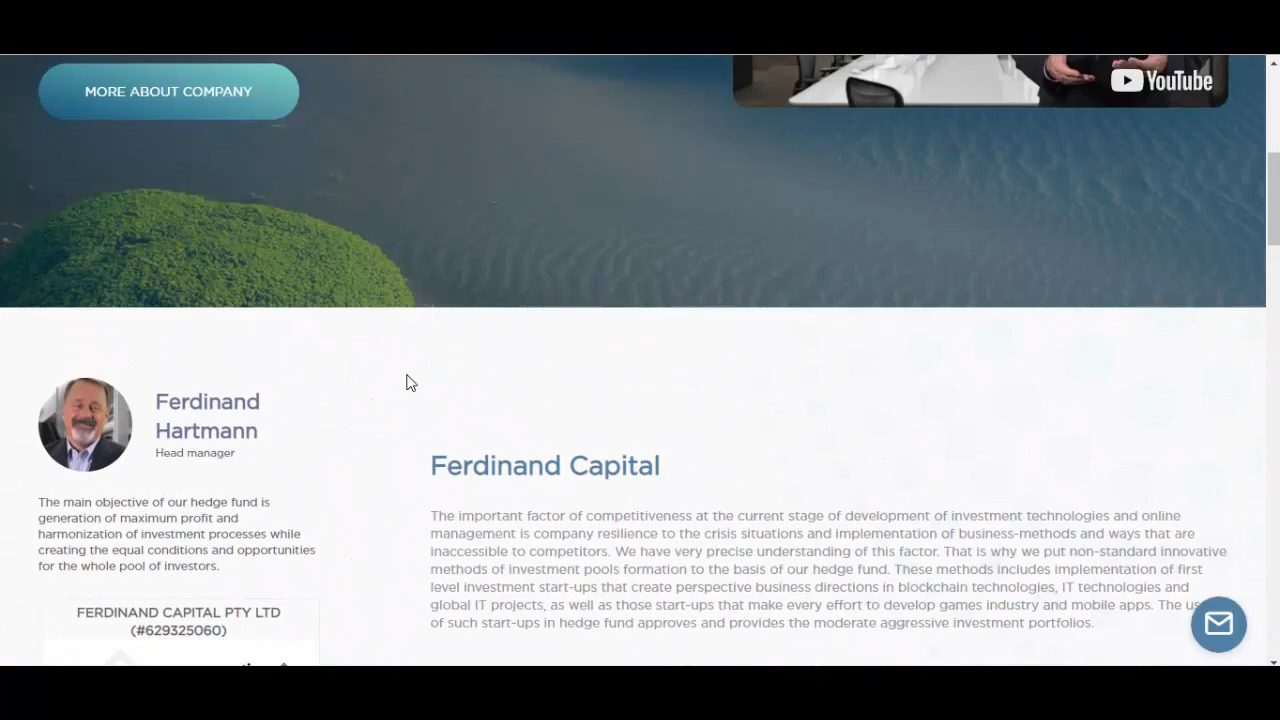 MORE ABOUT COMPANY
YouTube
Ferdinand
Hartmann
Head manager
The main objective of our hedge fund is
generation of maximum profit and
harmonization of investment processes while
creating the equal conditions and opportunities
for the whole pool of investors.
FERDINAND CAPITAL PTY LTD
(#629325060)
Ferdinand Capital
The important factor of competitiveness at the current stage of development of investment technologies and online
management is company resilience to the crisis situations and implementation of business-methods and ways that are
inaccessible to competitors. We have very precise understanding of this factor. That is why we put non-standard innovative
methods of investment pools formation to the basis of our hedge fund. These methods includes implementation of first
level investment start-ups that create perspective business directions in blockchain technologies, IT technologies and
global IT projects, as well as those start-ups that make every effort to develop games industry and mobile apps. The
of such start-ups in hedge fund approves and provides the moderate aggressive investment portfolios.